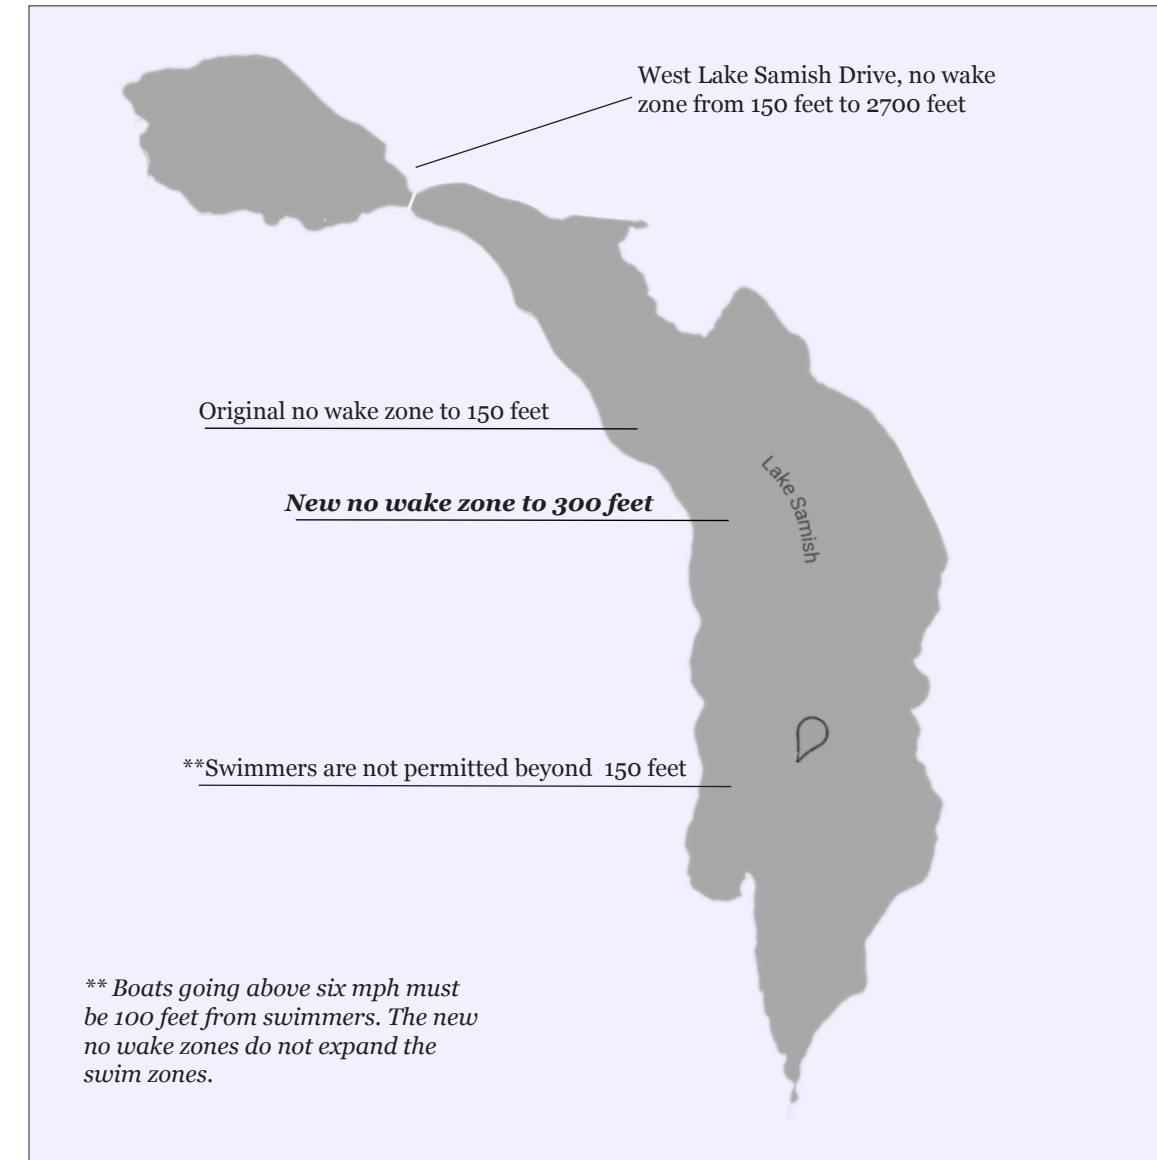 West Lake Samish Drive, no wake
zone from 150 feet to 2700 feet
Original no wake zone to 150 feet
New no wake zone to 300 feet
Lake Samish
**Swimmers are not permitted beyond  150 feet
** Boats going above six mph must
be 100 feet from swimmers. The new
no wake zones do not expand the
swim zones.